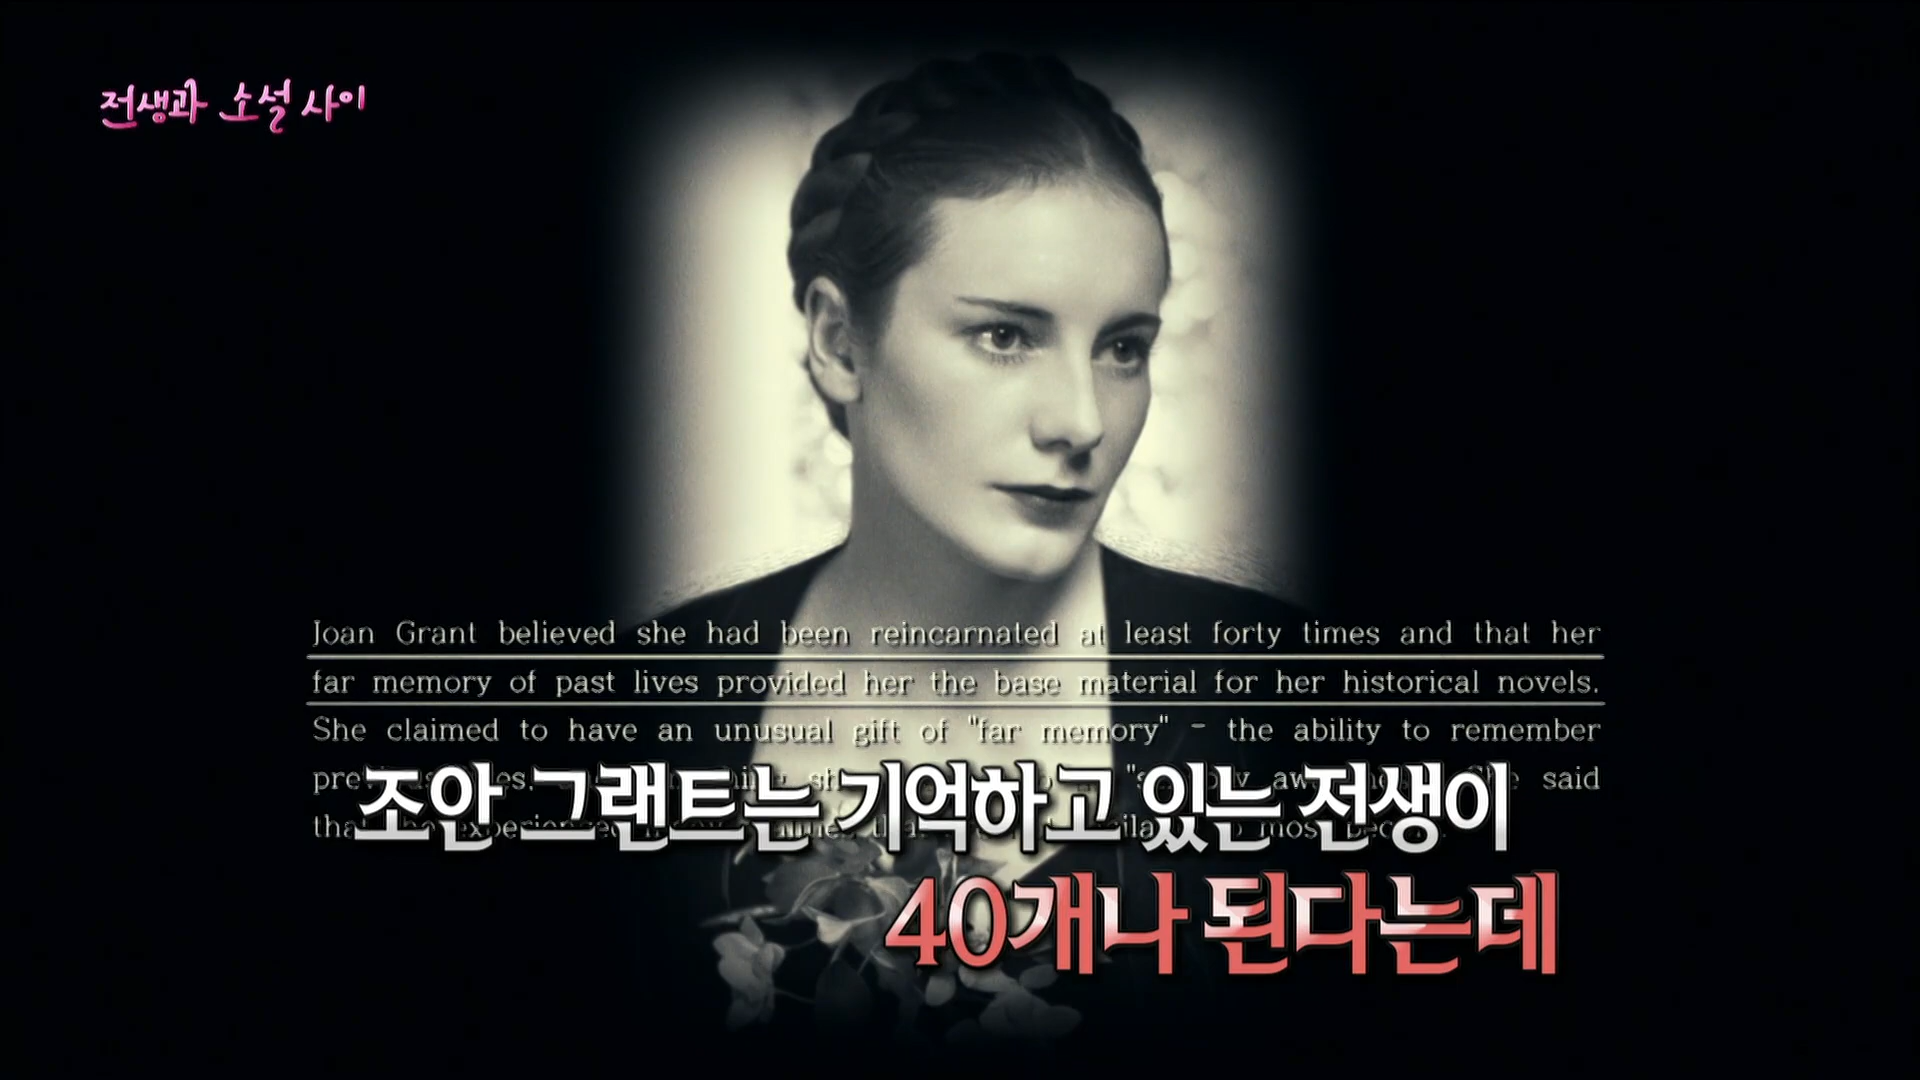 전생과 소설 사이
Joan Grant believed she had been reincarnated at least forty times and that her
far memory of past lives provided her the base material for her historical novels.
She claimed to have an unusual gift of "far memory" - the ability to remember
said
조안 그랜트는 기억하고 있는 전생이
40개나 된다는데